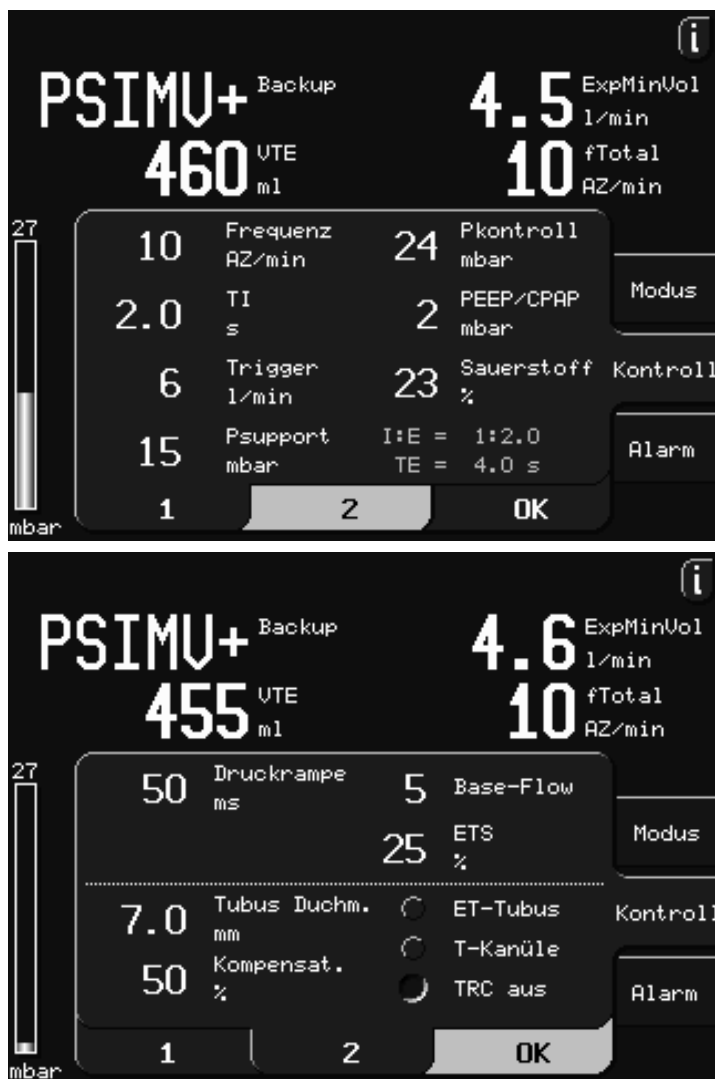 i
PSIMV+ Backup 4.5 ExpMinVol l/min
460 VTE ml 10 fTotal AZ/min
27
10 Frequenz AZ/min 24 Pkontroll mbar
2.0 TI s 2 PEEP/CPAP mbar
Modus
6 Trigger l/min 23 Sauerstoff %
Kontroll
15 Psupport mbar I:E = 1:2.0
TE = 4.0 s
Alarm
1 2 OK
mbar
i
PSIMV+ Backup 4.6 ExpMinVol l/min
455 VTE ml 10 fTotal AZ/min
27
50 Druckrampe ms 5 Base-Flow
25 ETS %
Modus
7.0 Tubus Duchm. mm ET-Tubus
Kontroll
T-Kanüle
50 Kompensat. % TRC aus
Alarm
1 2 OK
mbar